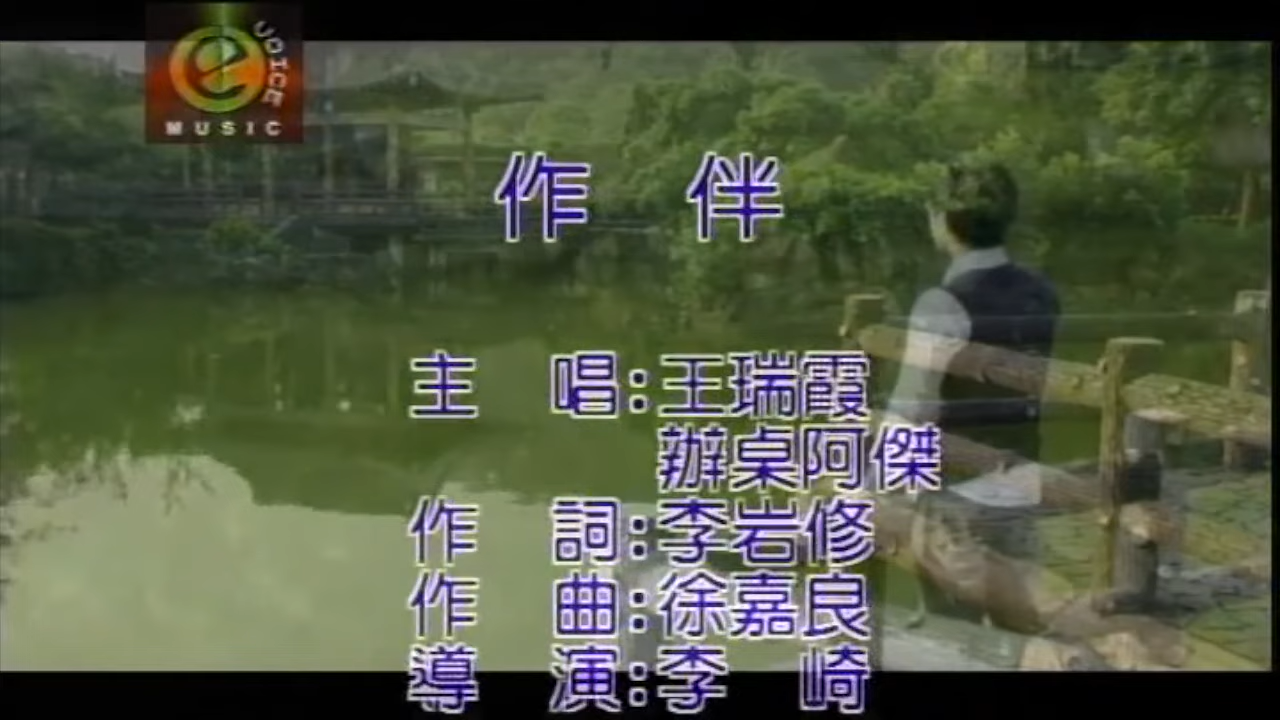 e VOICE
MUSIC
作 伴
主 唱:王瑞霞
辦桌阿傑
作 詞:李岩修
作 曲:徐嘉良
導 演:李 崎